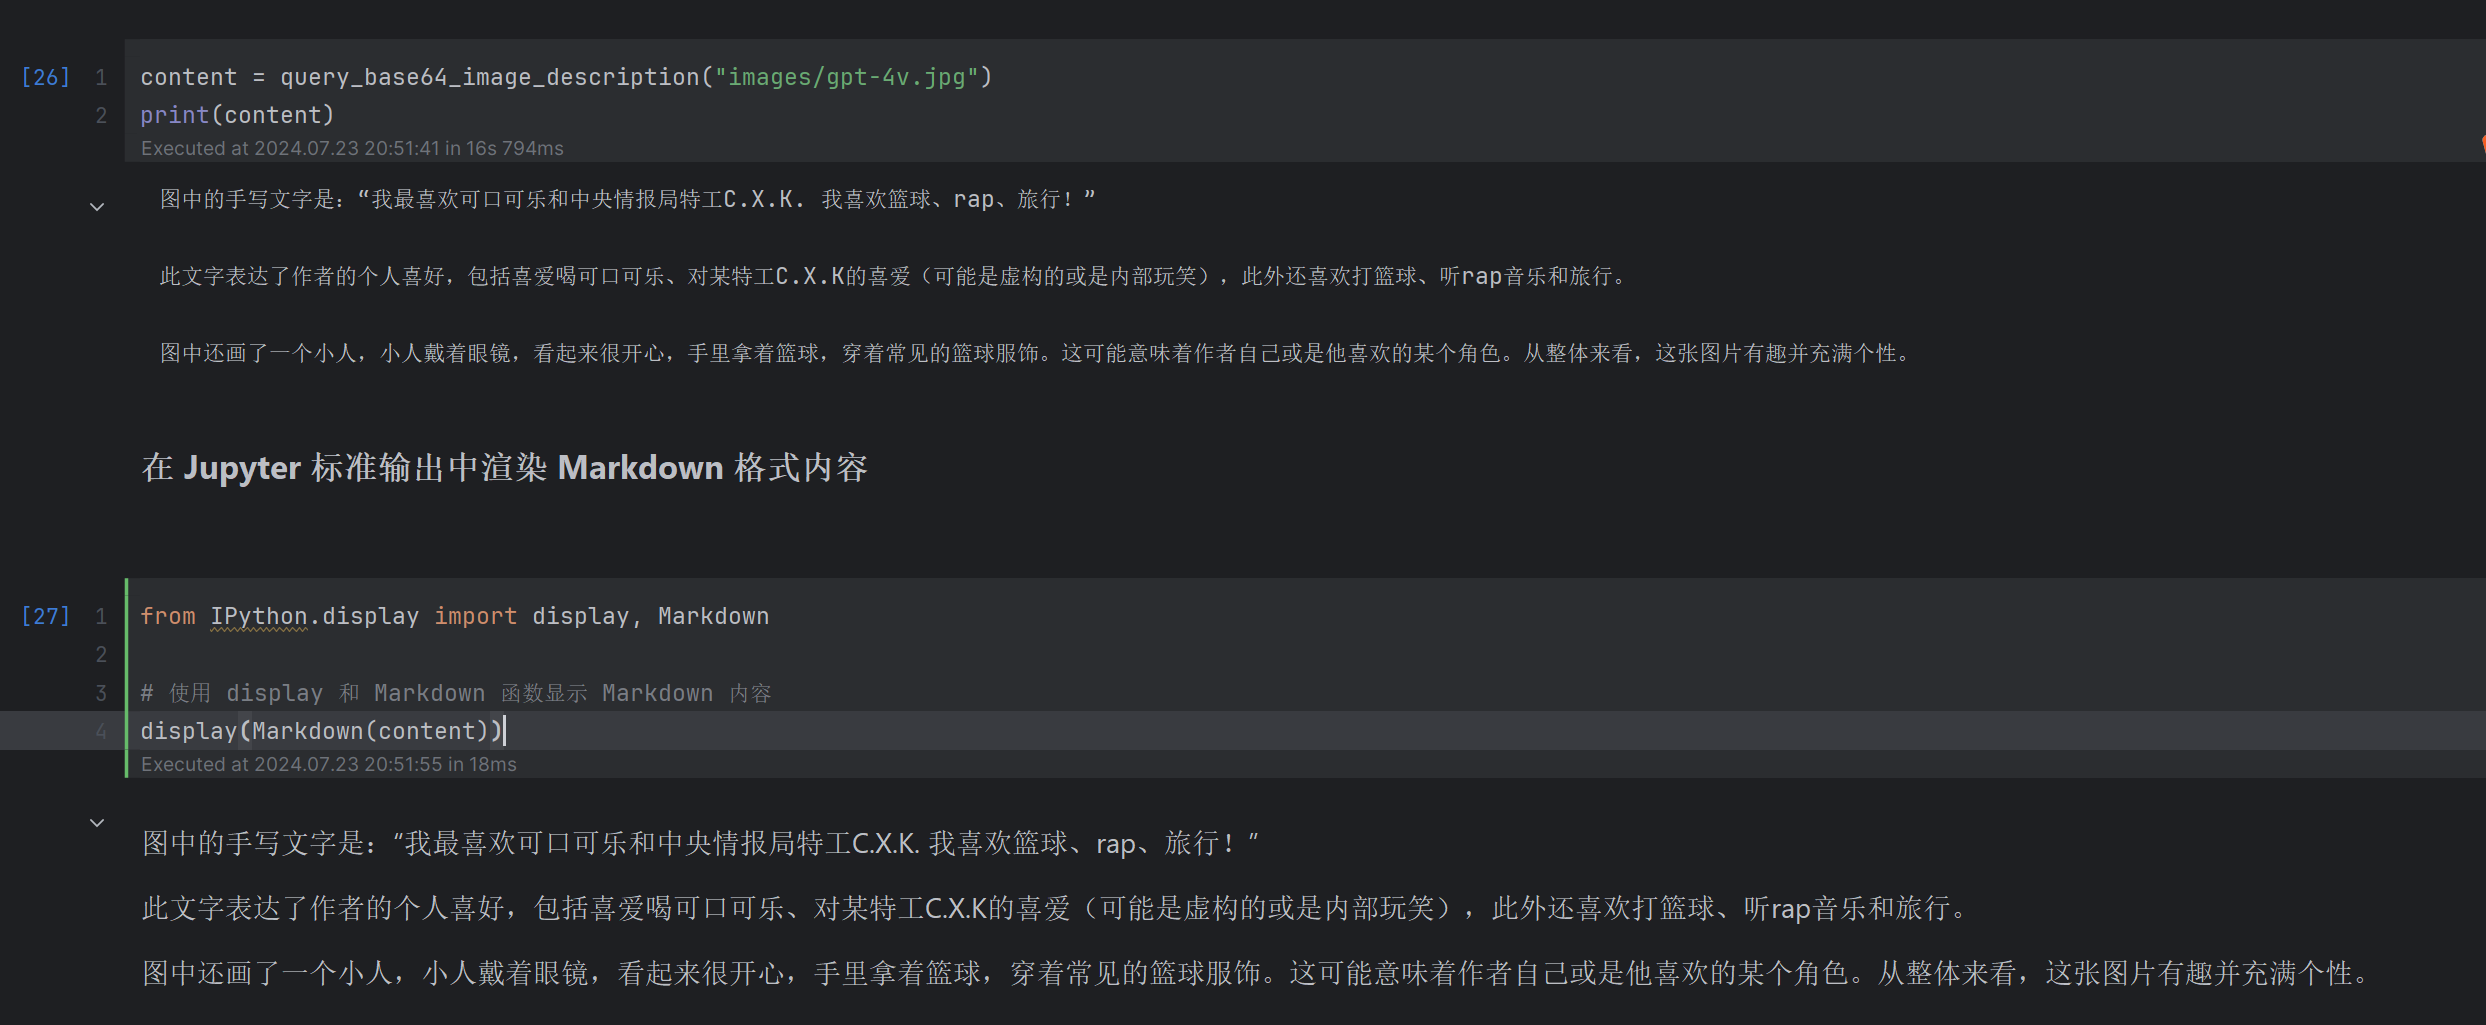 [26] 1 content = query_base64_image_description("images/gpt-4v.jpg")
2 print(content)
Executed at 2024.07.23 20:51:41 in 16s 794ms
图中的手写文字是：“我最喜欢可口可乐和中央情报局特工C.X.K. 我喜欢篮球、rap、旅行！”
此文字表达了作者的个人喜好，包括喜爱喝可口可乐、对某特工C.X.K的喜爱（可能是虚构的或是内部玩笑），此外还喜欢打篮球、听rap音乐和旅行。
图中还画了一个小人，小人戴着眼镜，看起来很开心，手里拿着篮球，穿着常见的篮球服饰。这可能意味着作者自己或是他喜欢的某个角色。从整体来看，这张图片有趣并充满个性。
在 Jupyter 标准输出中渲染 Markdown 格式内容
[27] 1 from IPython.display import display, Markdown
2
3 # 使用 display 和 Markdown 函数显示 Markdown 内容
4 display(Markdown(content))
Executed at 2024.07.23 20:51:55 in 18ms
图中的手写文字是：“我最喜欢可口可乐和中央情报局特工C.X.K. 我喜欢篮球、rap、旅行！”
此文字表达了作者的个人喜好，包括喜爱喝可口可乐、对某特工C.X.K的喜爱（可能是虚构的或是内部玩笑），此外还喜欢打篮球、听rap音乐和旅行。
图中还画了一个小人，小人戴着眼镜，看起来很开心，手里拿着篮球，穿着常见的篮球服饰。这可能意味着作者自己或是他喜欢的某个角色。从整体来看，这张图片有趣并充满个性。